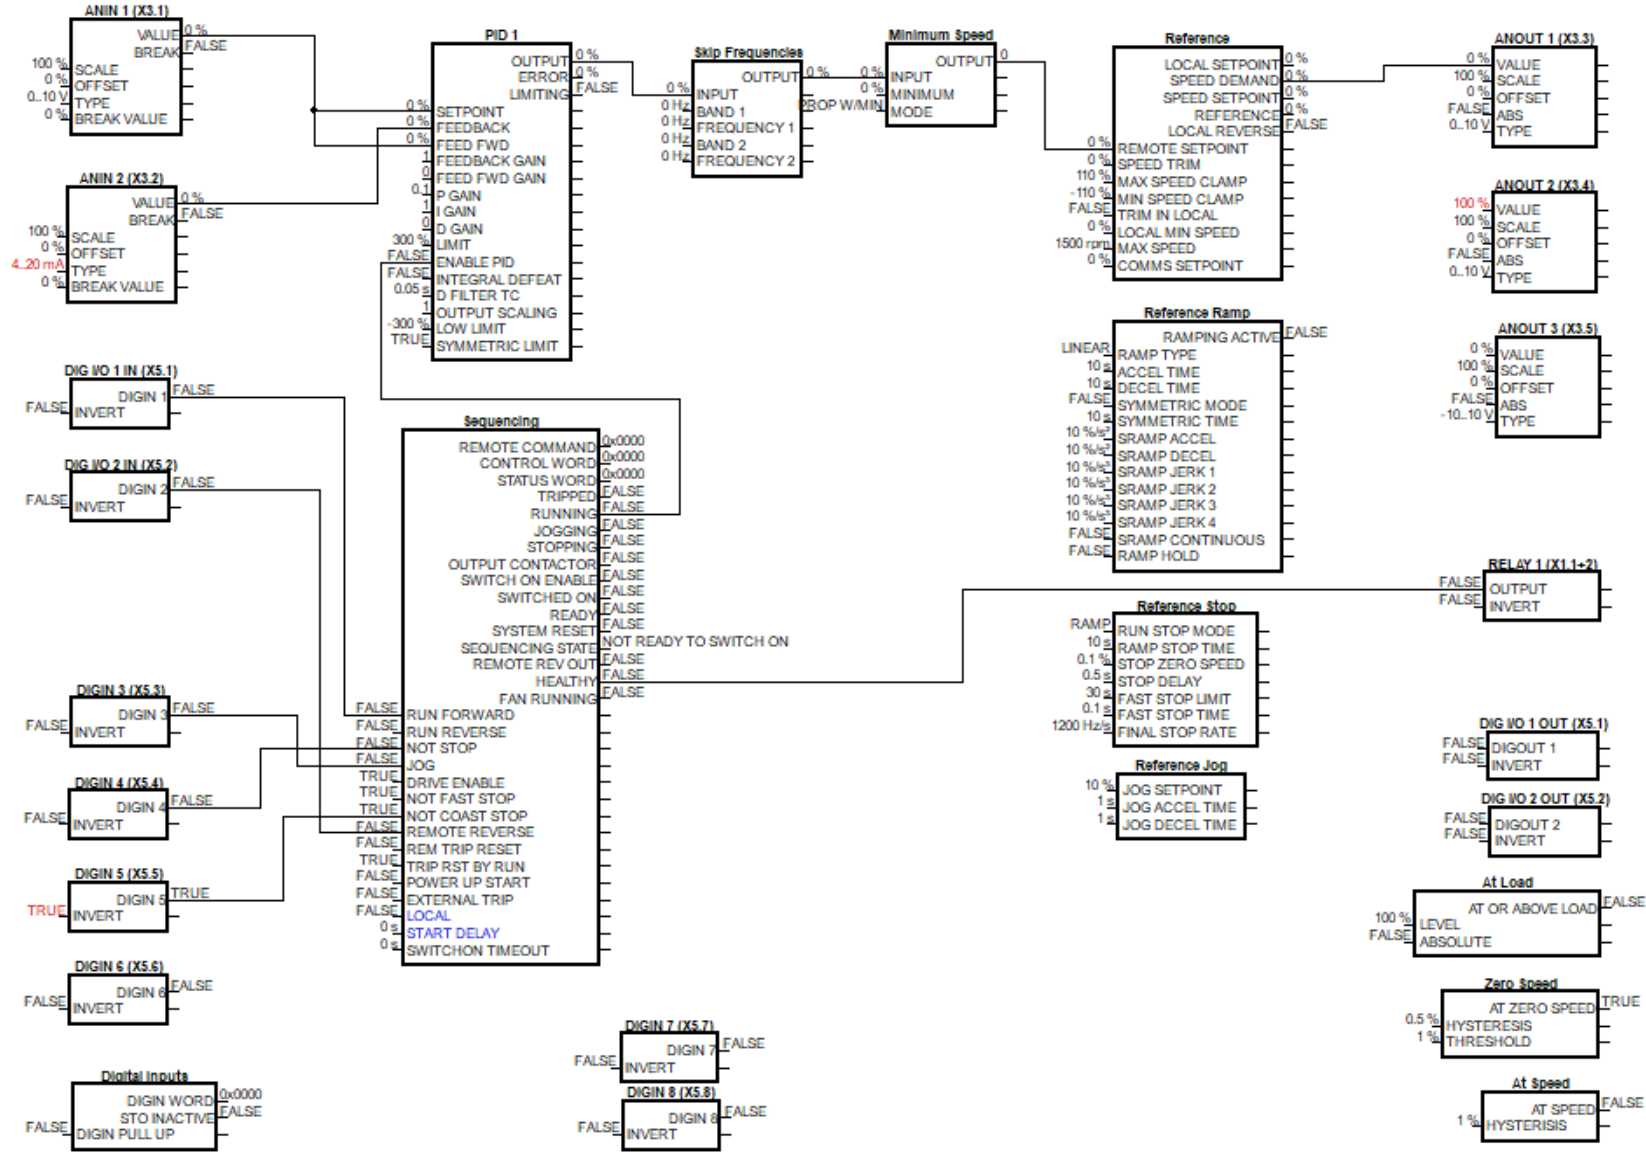 ANIN 1 (X3.1)
VALUE 0 %
BREAK FALSE
100 % SCALE
0 % OFFSET
0..10 V TYPE
0 % BREAK VALUE
ANIN 2 (X3.2)
VALUE 0 %
BREAK FALSE
100 % SCALE
0 % OFFSET
4..20 mA TYPE
0 % BREAK VALUE
DIG I/O 1 IN (X5.1)
DIGIN 1 FALSE
FALSE INVERT
DIG I/O 2 IN (X5.2)
DIGIN 2 FALSE
FALSE INVERT
DIGIN 3 (X5.3)
DIGIN 3 FALSE
FALSE INVERT
DIGIN 4 (X5.4)
DIGIN 4 FALSE
FALSE INVERT
DIGIN 5 (X5.5)
DIGIN 5 TRUE
TRUE INVERT
DIGIN 6 (X5.6)
DIGIN 6 FALSE
FALSE INVERT
Digital Inputs
DIGIN WORD 0x0000
STO INACTIVE FALSE
FALSE DIGIN PULL UP
PID 1
OUTPUT 0 %
ERROR 0 %
LIMITING FALSE
0 % SETPOINT
0 % FEEDBACK
0 % FEED FWD
1 FEEDBACK GAIN
0 FEED FWD GAIN
0.1 P GAIN
1 I GAIN
0 D GAIN
300 % LIMIT
FALSE ENABLE PID
FALSE INTEGRAL DEFEAT
0.05 s D FILTER TC
1 OUTPUT SCALING
-300 % LOW LIMIT
TRUE SYMMETRIC LIMIT
Sequencing
REMOTE COMMAND 0x0000
CONTROL WORD 0x0000
STATUS WORD 0x0000
TRIPPED FALSE
RUNNING FALSE
JOGGING FALSE
STOPPING FALSE
OUTPUT CONTACTOR FALSE
SWITCH ON ENABLE FALSE
SWITCHED ON FALSE
READY FALSE
SYSTEM RESET FALSE
SEQUENCING STATE NOT READY TO SWITCH ON
REMOTE REV OUT FALSE
HEALTHY FALSE
FAN RUNNING FALSE
FALSE RUN FORWARD
FALSE RUN REVERSE
FALSE NOT STOP
FALSE JOG
TRUE DRIVE ENABLE
TRUE NOT FAST STOP
TRUE NOT COAST STOP
FALSE REMOTE REVERSE
FALSE REM TRIP RESET
TRUE TRIP RST BY RUN
FALSE POWER UP START
FALSE EXTERNAL TRIP
FALSE LOCAL
0 s START DELAY
0 s SWITCHON TIMEOUT
Skip Frequencies
OUTPUT 0 %
0 % INPUT
0 Hz BAND 1
0 Hz FREQUENCY 1
0 Hz BAND 2
0 Hz FREQUENCY 2
Minimum Speed
OUTPUT 0
0 % INPUT
0 % MINIMUM
PROP W/MIN MODE
DIGIN 7 (X5.7)
DIGIN 7 FALSE
FALSE INVERT
DIGIN 8 (X5.8)
DIGIN 8 FALSE
FALSE INVERT
Reference
LOCAL SETPOINT 0 %
SPEED DEMAND 0 %
SPEED SETPOINT 0 %
REFERENCE 0 %
LOCAL REVERSE FALSE
0 % REMOTE SETPOINT
0 % SPEED TRIM
110 % MAX SPEED CLAMP
-110 % MIN SPEED CLAMP
FALSE TRIM IN LOCAL
0 % LOCAL MIN SPEED
1500 rpm MAX SPEED
0 % COMMS SETPOINT
Reference Ramp
RAMPING ACTIVE FALSE
LINEAR RAMP TYPE
10 s ACCEL TIME
10 s DECEL TIME
FALSE SYMMETRIC MODE
10 s SYMMETRIC TIME
10 %/s² SRAMP ACCEL
10 %/s² SRAMP DECEL
10 %/s³ SRAMP JERK 1
10 %/s³ SRAMP JERK 2
10 %/s³ SRAMP JERK 3
10 %/s³ SRAMP JERK 4
FALSE SRAMP CONTINUOUS
FALSE RAMP HOLD
Reference Stop
RAMP RUN STOP MODE
10 s RAMP STOP TIME
0.1 % STOP ZERO SPEED
0.5 s STOP DELAY
30 s FAST STOP LIMIT
0.1 s FAST STOP TIME
1200 Hz/s FINAL STOP RATE
Reference Jog
10 % JOG SETPOINT
1 s JOG ACCEL TIME
1 s JOG DECEL TIME
ANOUT 1 (X3.3)
0 % VALUE
100 % SCALE
0 % OFFSET
FALSE ABS
0..10 V TYPE
ANOUT 2 (X3.4)
100 % VALUE
100 % SCALE
0 % OFFSET
FALSE ABS
0..10 V TYPE
ANOUT 3 (X3.5)
0 % VALUE
100 % SCALE
0 % OFFSET
FALSE ABS
-10..10 V TYPE
RELAY 1 (X1.1+2)
FALSE OUTPUT
FALSE INVERT
DIG I/O 1 OUT (X5.1)
FALSE DIGOUT 1
FALSE INVERT
DIG I/O 2 OUT (X5.2)
FALSE DIGOUT 2
FALSE INVERT
At Load
AT OR ABOVE LOAD FALSE
100 % LEVEL
FALSE ABSOLUTE
Zero Speed
AT ZERO SPEED TRUE
0.5 % HYSTERESIS
1 % THRESHOLD
At Speed
AT SPEED FALSE
1 % HYSTERISIS